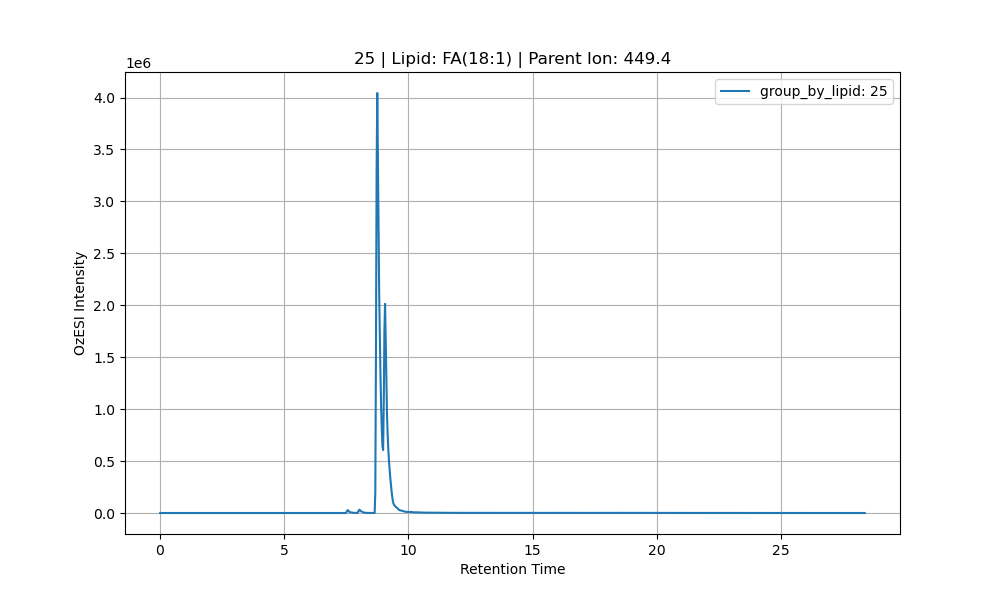 25 | Lipid: FA(18:1) | Parent Ion: 449.4
1e6
group_by_lipid: 25
4.0
3.5
3.0
2.5
2.0
1.5
1.0
0.5
0.0
OzESI Intensity
0 5 10 15 20 25
Retention Time